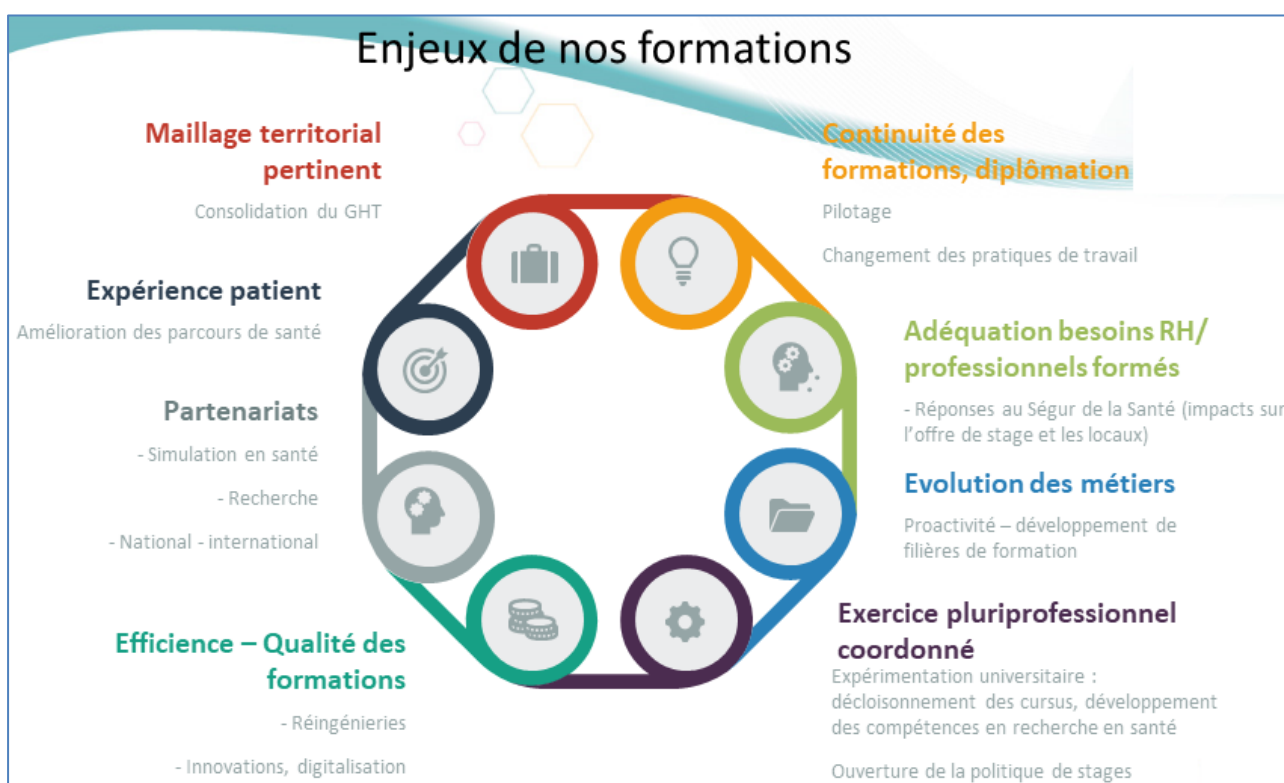 Enjeux de nos formations
Maillage territorial
pertinent
Consolidation du GHT
Expérience patient
Amélioration des parcours de santé
Partenariats
- Simulation en santé
- Recherche
- National - international
Efficience – Qualité des
formations
- Réingénieries
- Innovations, digitalisation
Continuité des
formations, diplômation
Pilotage
Changement des pratiques de travail
Adéquation besoins RH/
professionnels formés
- Réponses au Ségur de la Santé (impacts sur
l'offre de stage et les locaux)
Evolution des métiers
Proactivité – développement de
filières de formation
Exercice pluriprofessionnel
coordonné
Expérimentation universitaire :
décloisonnement des cursus, développement
des compétences en recherche en santé
Ouverture de la politique de stages